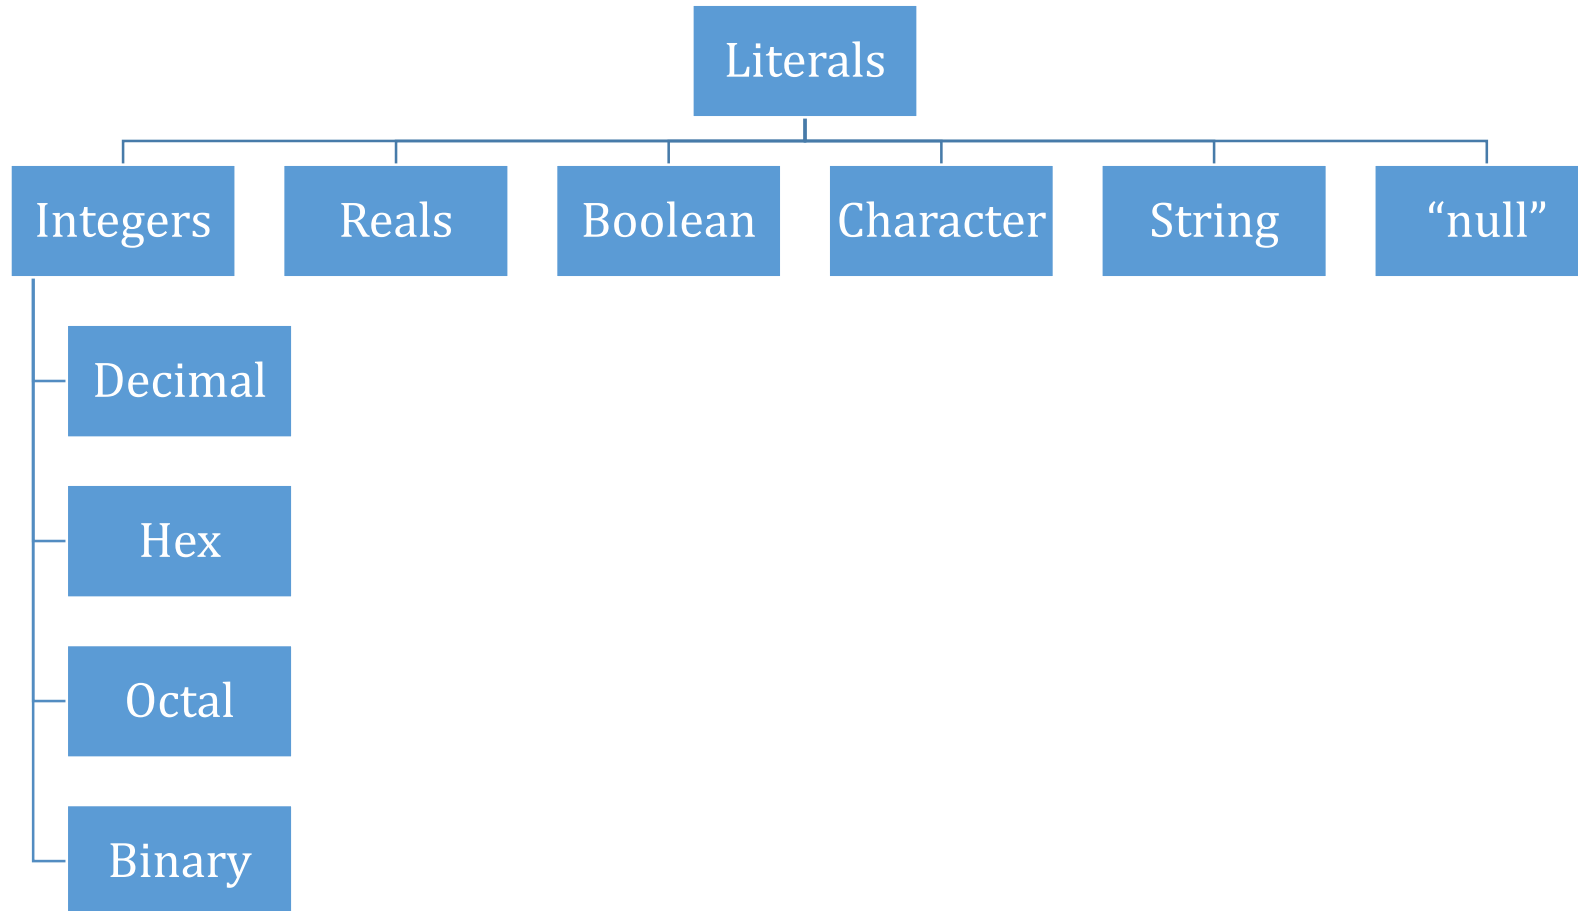 Literals
Integers
Reals
Boolean
Character
String
“null”
Decimal
Hex
Octal
Binary